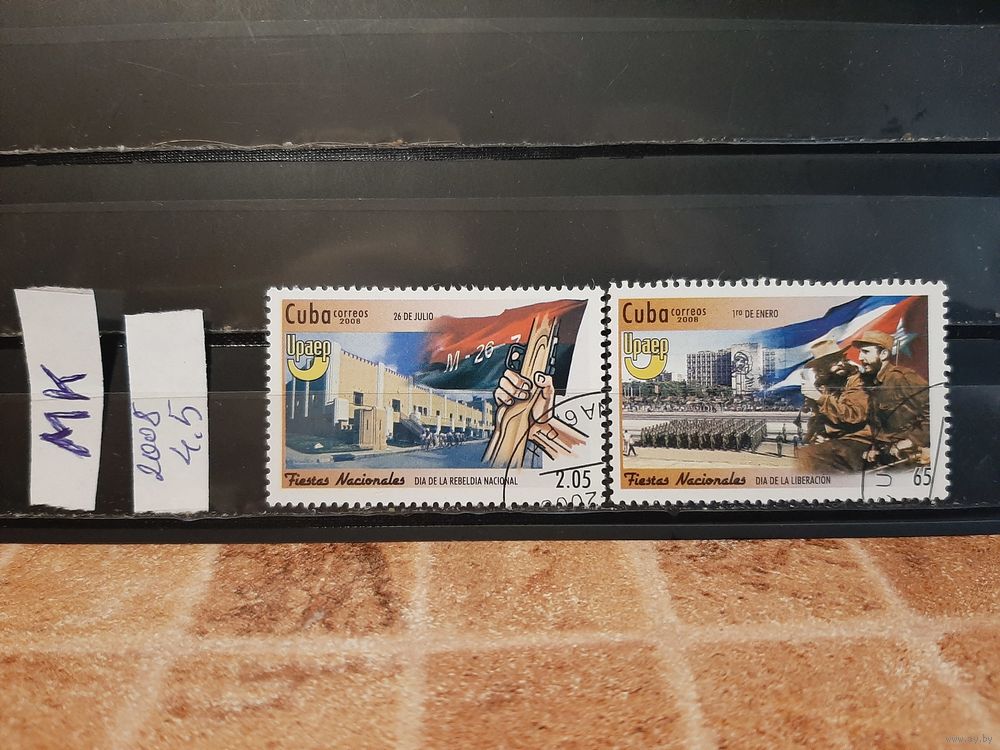 MK
2008
4.5
Cuba correos
2008
26 DE JULIO
Upaep
M-26-7
Fiestas Nacionales DIA DE LA REBELDIA NACIONAL
2.05
Cuba correos
2008
1RO DE ENERO
Upaep
Fiestas Nacionales DIA DE LA LIBERACION
65
www.ay.by